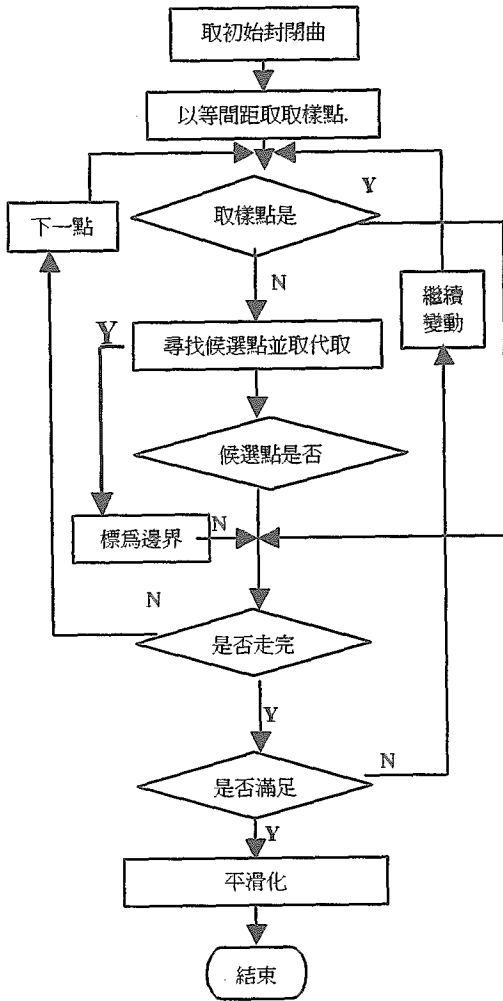 取初始封閉曲
以等間距取取樣點.
Y
取樣點是
下一點
N
繼續
變動
Y
尋找候選點並取代取
候選點是否
N
標爲邊界
N
是否走完
Y
N
是否滿足
Y
平滑化
結束